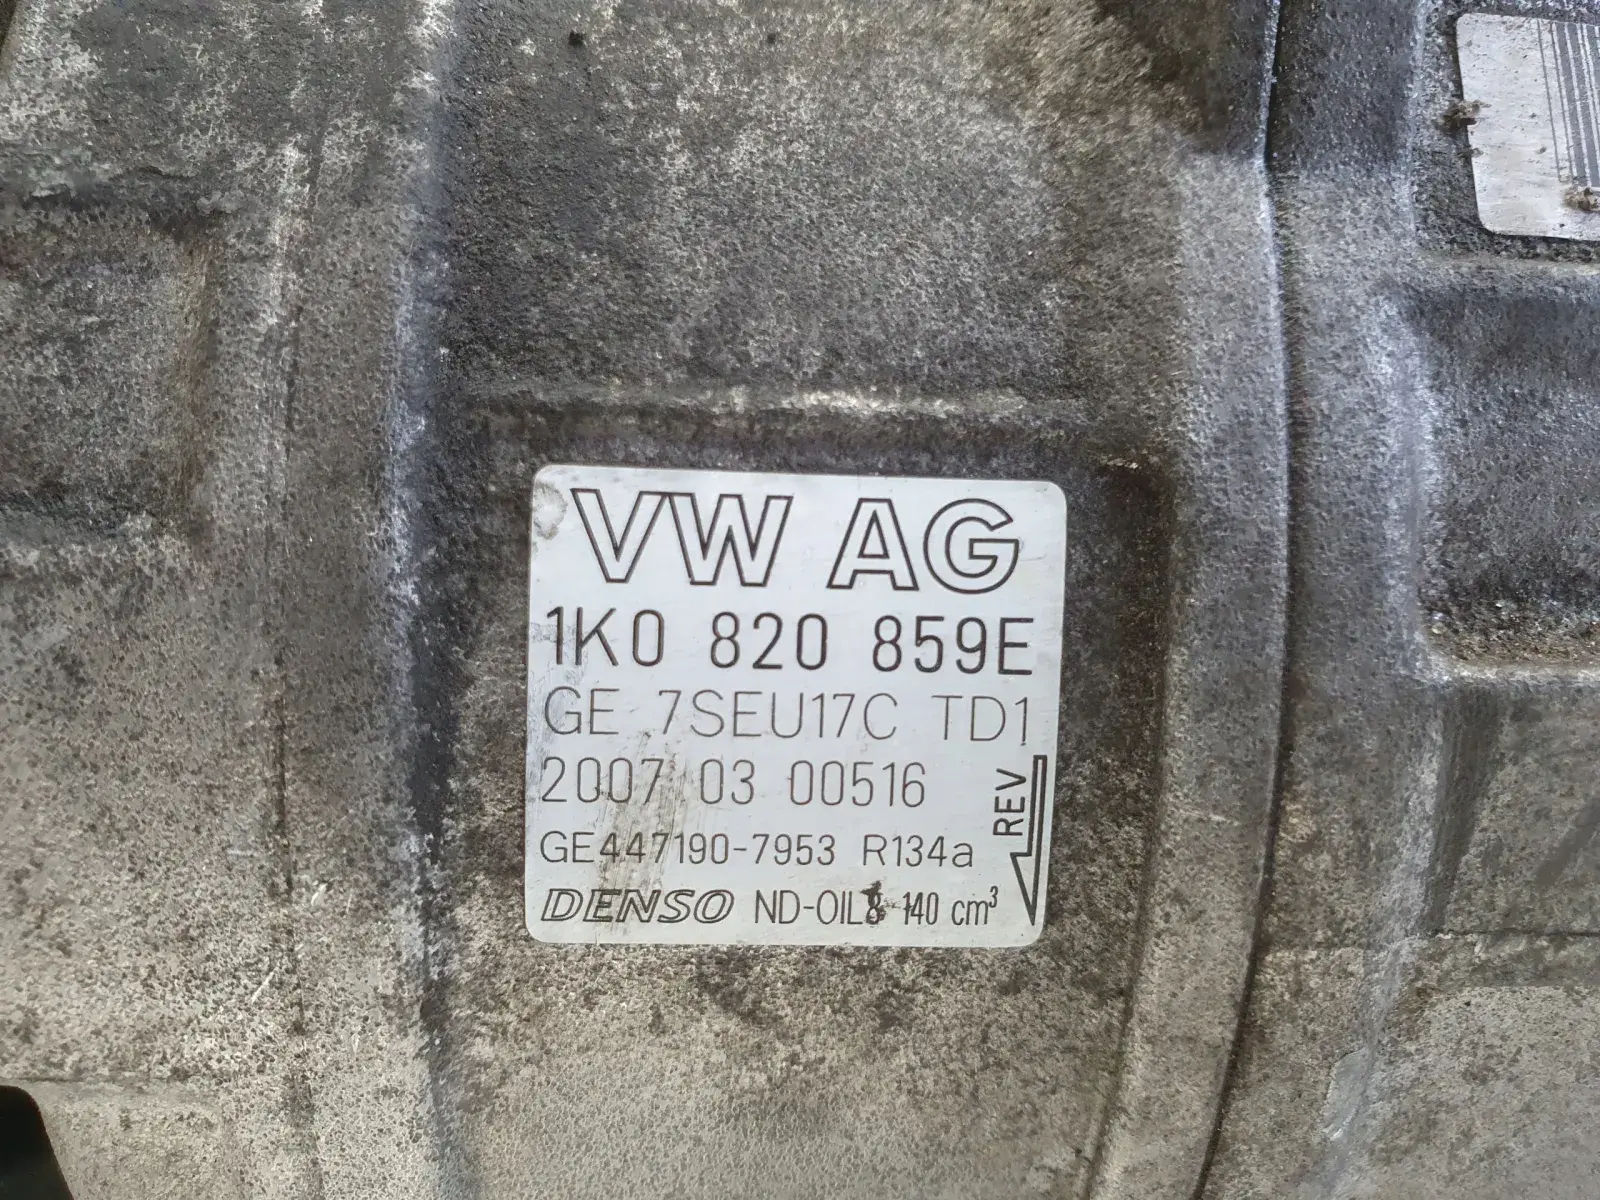 VW AG
1K0 820 859E
GE 7SEU17C TD1
2007 03 00516
REV
GE447190-7953 R134a
DENSO ND-OIL8 140 cm³